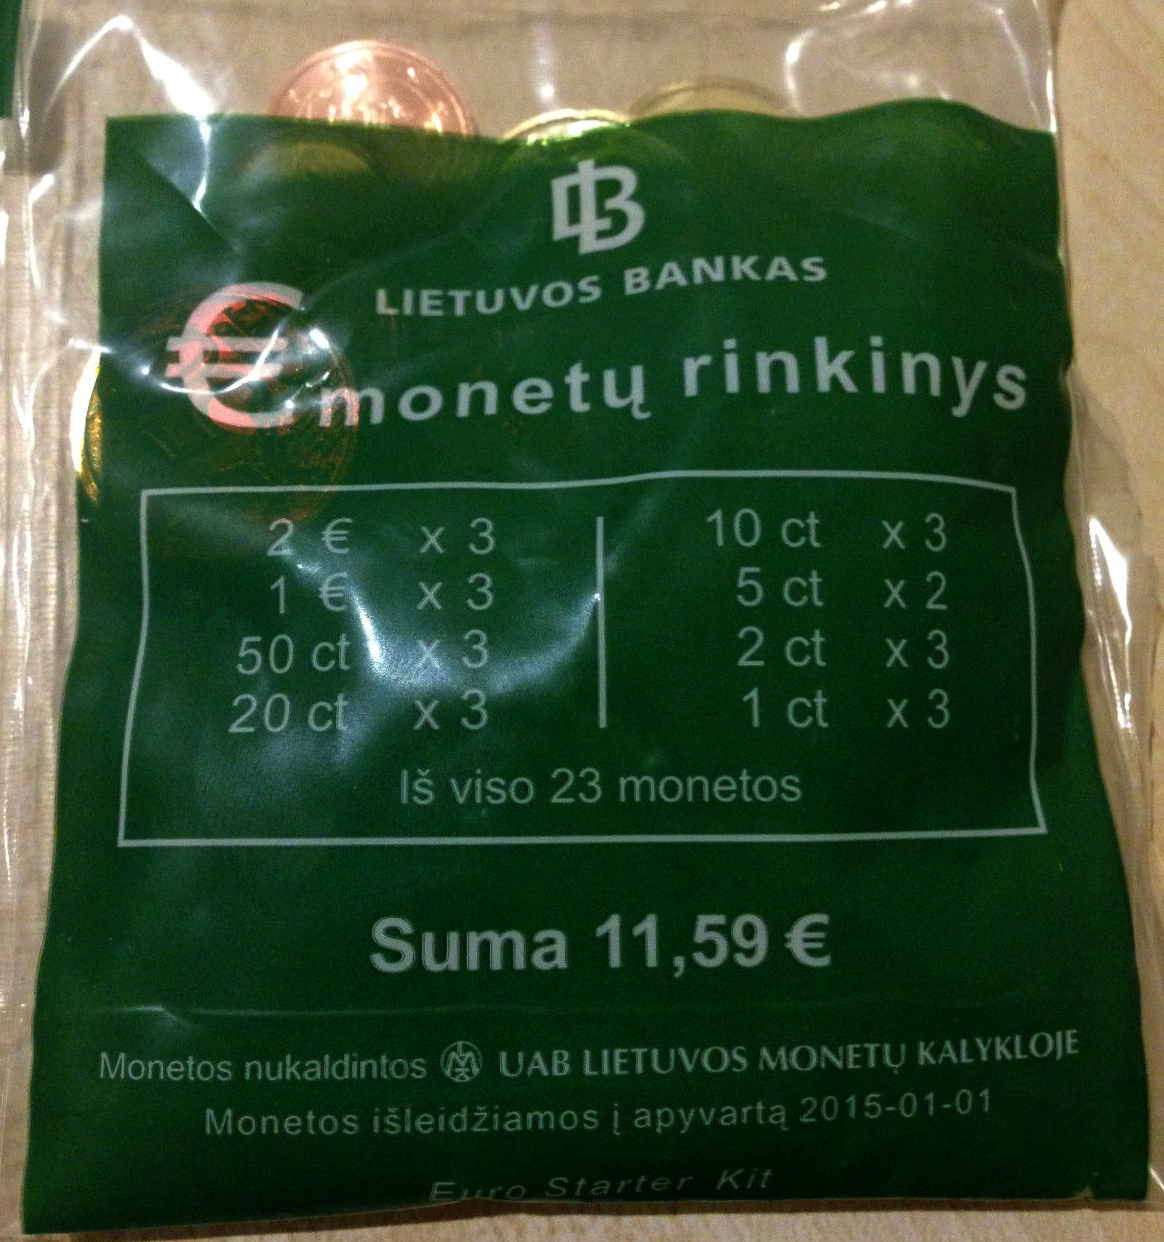 LB
LIETUVOS BANKAS
€ monetų rinkinys
2 € x 3
1 € x 3
50 ct x 3
20 ct x 3
10 ct x 3
5 ct x 2
2 ct x 3
1 ct x 3
Iš viso 23 monetos
Suma 11,59 €
Monetos nukaldintos UAB LIETUVOS MONETŲ KALYKLOJE
Monetos išleidžiamos į apyvartą 2015-01-01
Euro Starter Kit